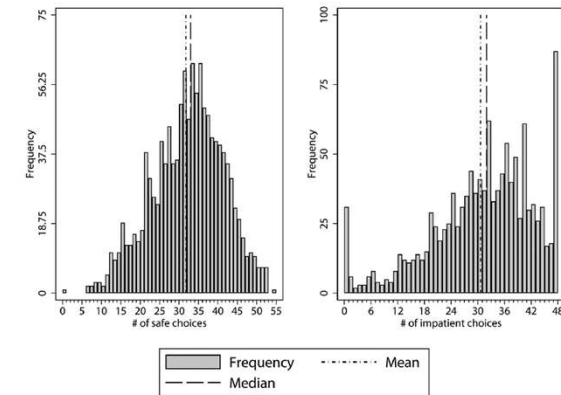 75
56.25
37.5
18.75
0
Frequency
0 5 10 15 20 25 30 35 40 45 50 55
# of safe choices
100
75
50
25
0
Frequency
0 6 12 18 24 30 36 42 48
# of impatient choices
Frequency
Mean
Median